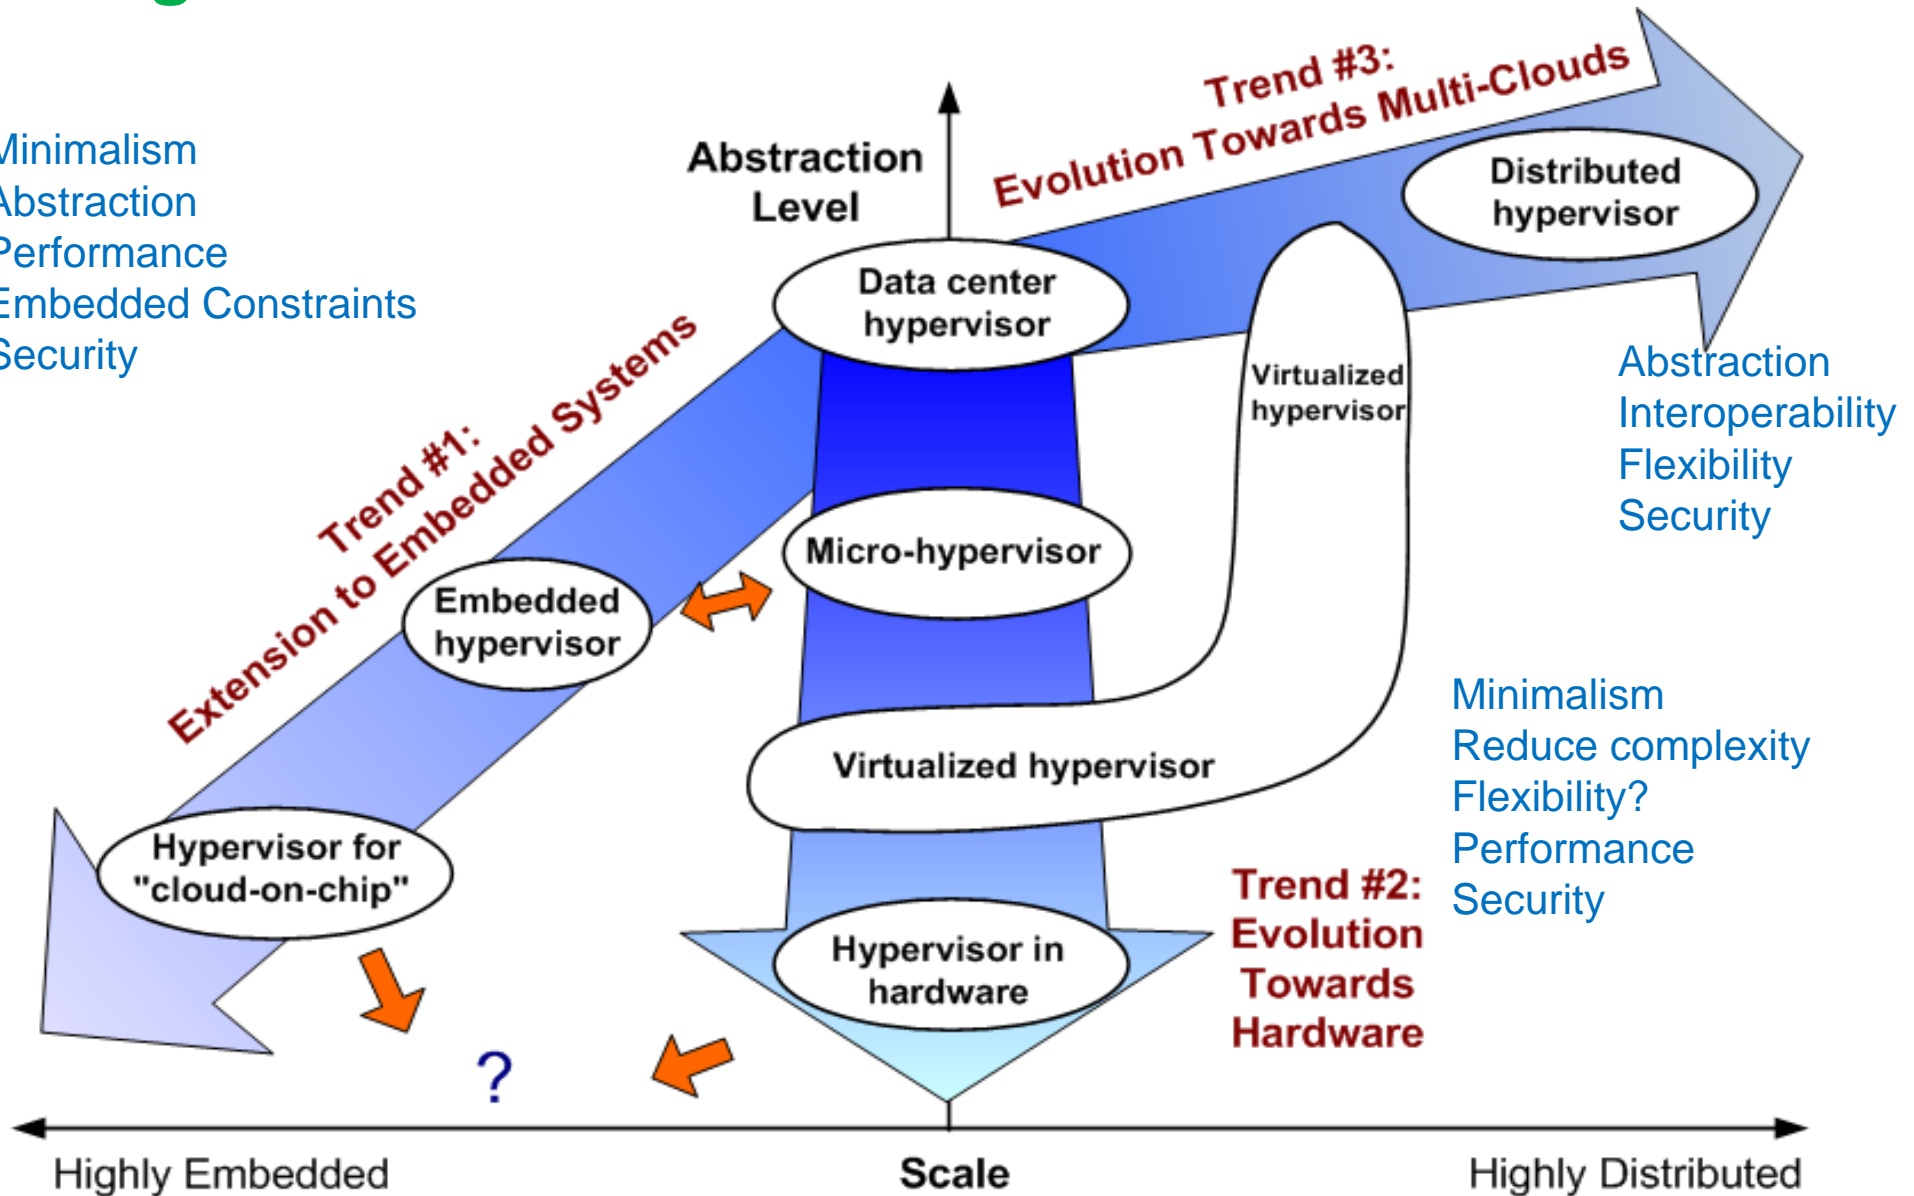 Trend #3:
Evolution Towards Multi-Clouds
Minimalism
Abstraction
Performance
Embedded Constraints
Security
Abstraction
Level
Distributed
hypervisor
Data center
hypervisor
Virtualized
hypervisor
Abstraction
Interoperability
Flexibility
Security
Trend #1:
Extension to Embedded Systems
Micro-hypervisor
Embedded
hypervisor
Virtualized hypervisor
Minimalism
Reduce complexity
Flexibility?
Performance
Security
Hypervisor for
"cloud-on-chip"
Trend #2:
Evolution
Towards
Hardware
Hypervisor in
hardware
?
Highly Embedded
Scale
Highly Distributed